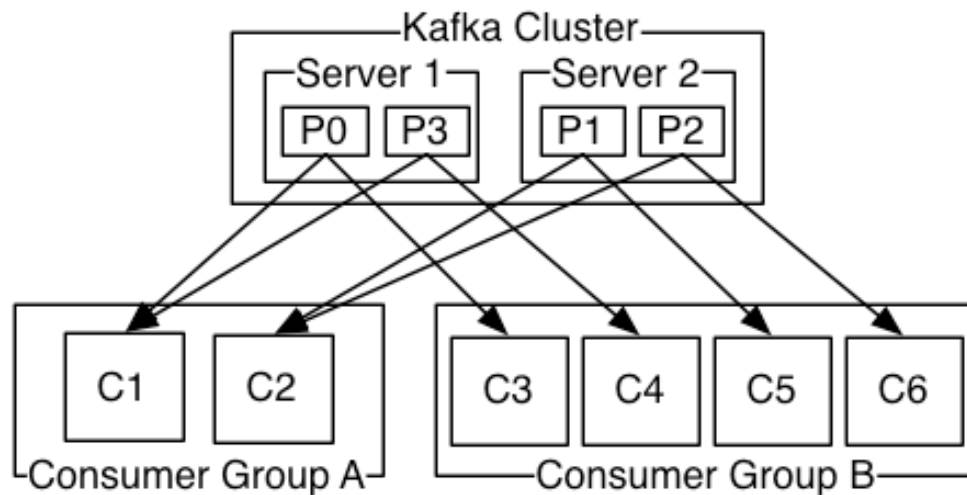 Kafka Cluster
Server 1
Server 2
P0
P3
P1
P2
C1
C2
C3
C4
C5
C6
Consumer Group A
Consumer Group B